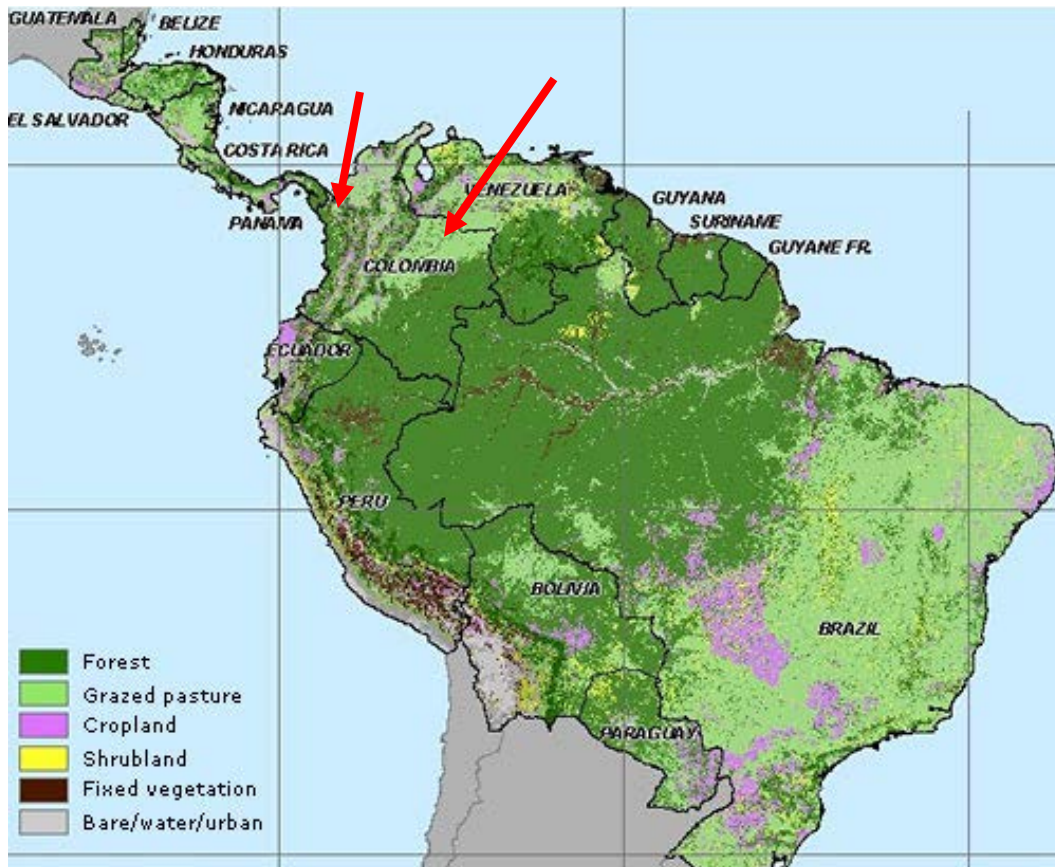 GUATEMALA
BELIZE
HONDURAS
EL SALVADOR
NICARAGUA
COSTA RICA
PANAMA
VENEZUELA
GUYANA
SURINAME
GUYANE FR.
COLOMBIA
ECUADOR
PERU
BOLIVIA
BRAZIL
PARAGUAY
Forest
Grazed pasture
Cropland
Shrubland
Fixed vegetation
Bare/water/urban